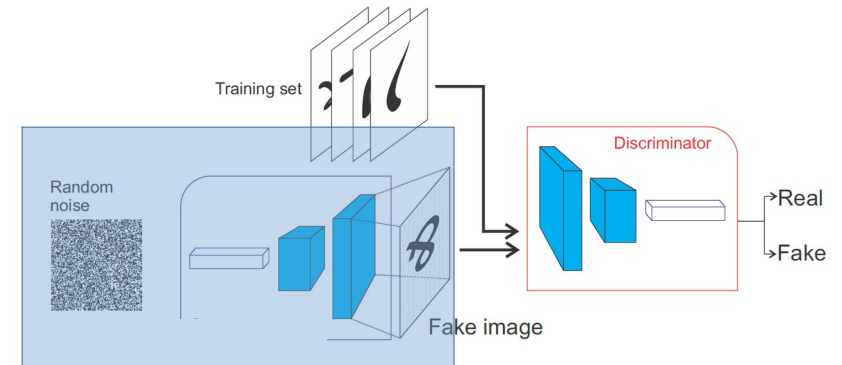 Training set
Discriminator
Random
noise
Real
Fake
Fake image